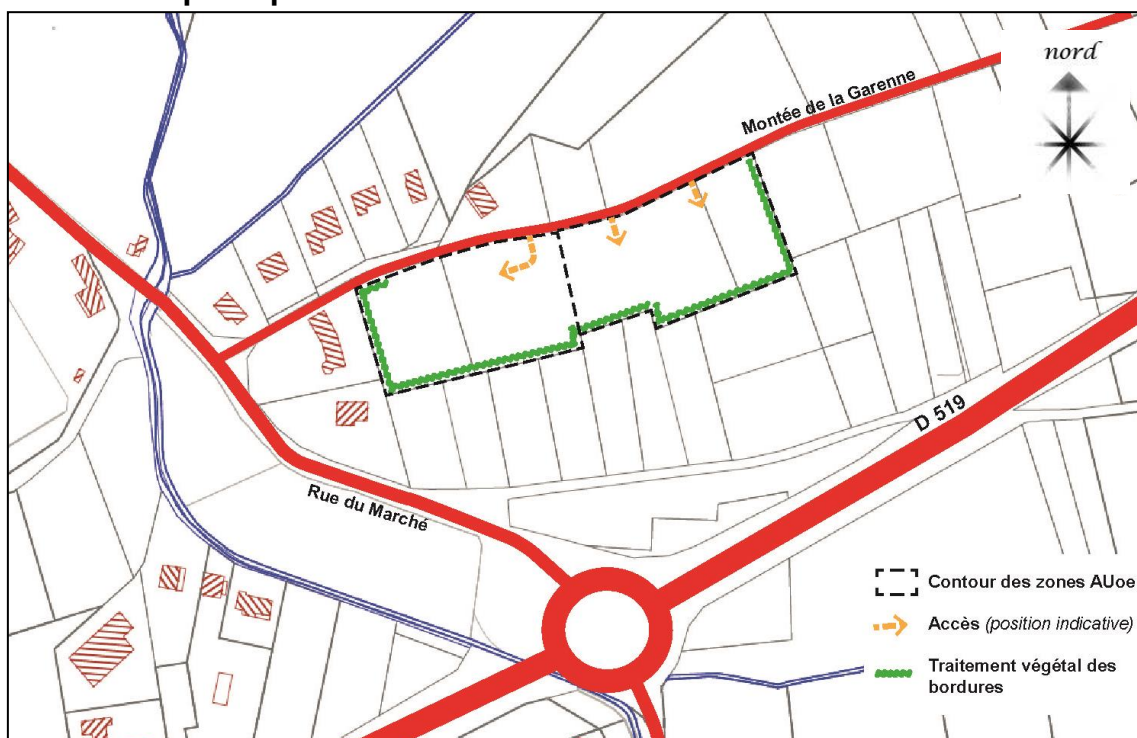 nord
Montée de la Garenne
D 519
Rue du Marché
Contour des zones AUoe
Accès (position indicative)
Traitement végétal des
bordures